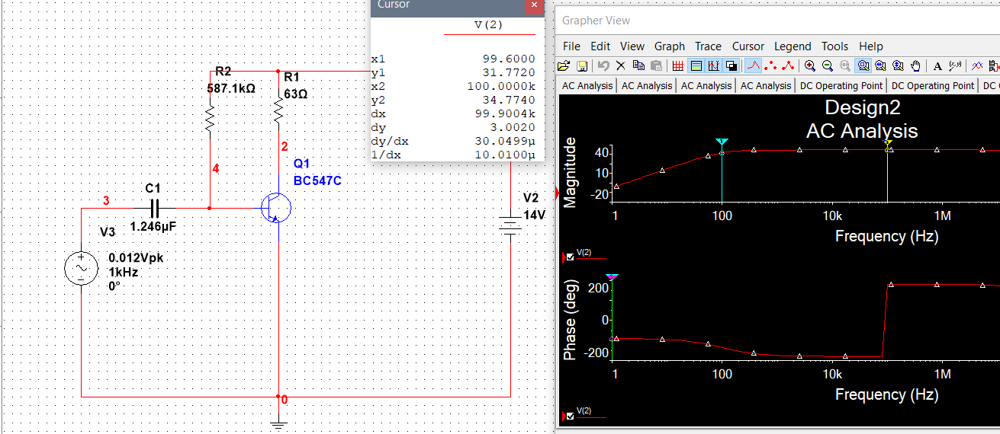 R2
587.1kΩ
R1
63Ω
2
4
Q1
BC547C
C1
3
1.246µF
V3
0.012Vpk
1kHz
0°
V2
14V
0
Cursor
V(2)
x1 99.6000
y1 31.7720
x2 100.0000k
y2 34.7740
dx 99.9004k
dy 3.0020
dy/dx 30.0499µ
1/dx 10.0100µ
Grapher View
File Edit View Graph Trace Cursor Legend Tools Help
A
AC Analysis AC Analysis AC Analysis AC Analysis DC Operating Point DC Operating Point DC
Design2
AC Analysis
Magnitude
40
10
-20
1 100 10k 1M
Frequency (Hz)
V(2)
Phase (deg)
200
0
-200
1 100 10k 1M
Frequency (Hz)
V(2)